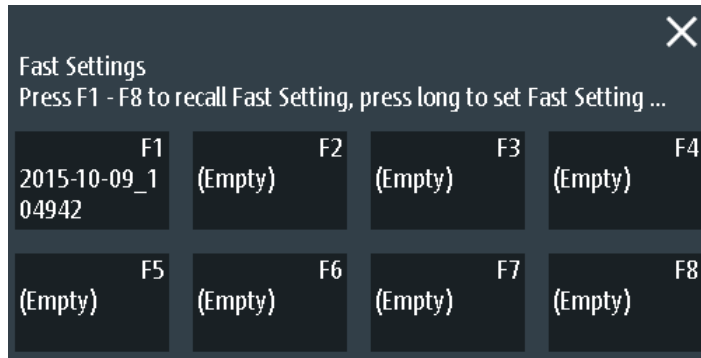 Fast Settings
Press F1 - F8 to recall Fast Setting, press long to set Fast Setting ...
F1
2015-10-09_1
04942
F2
(Empty)
F3
(Empty)
F4
(Empty)
F5
(Empty)
F6
(Empty)
F7
(Empty)
F8
(Empty)